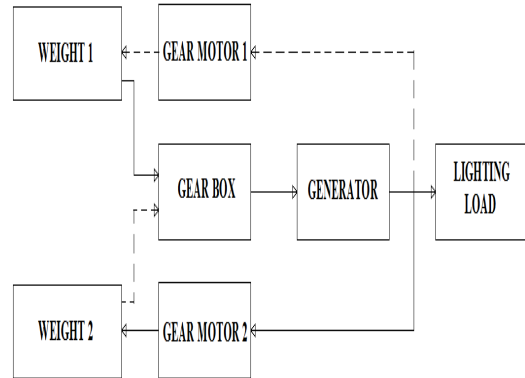 WEIGHT 1
GEAR MOTOR 1
GEAR BOX
GENERATOR
LIGHTING
LOAD
WEIGHT 2
GEAR MOTOR 2